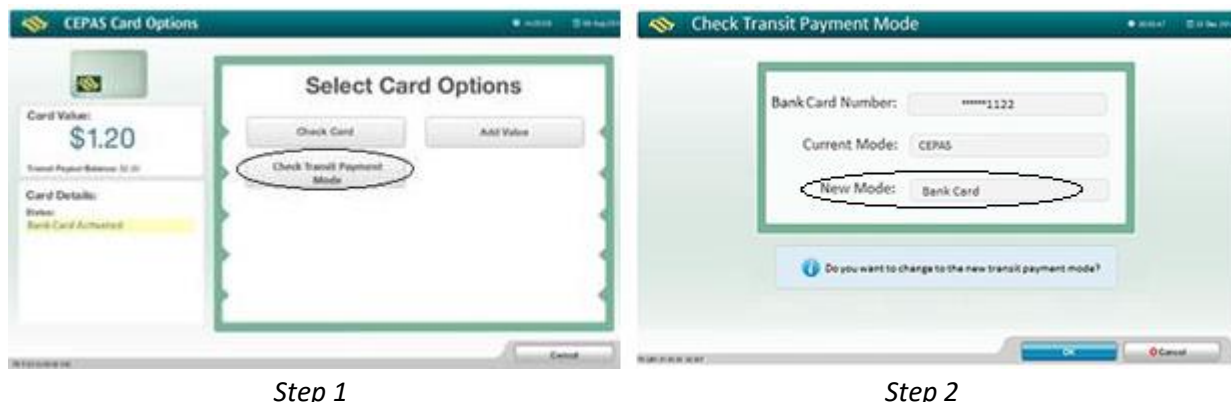 CEPAS Card Options
Card Value:
$1.20
Card Details:
Status:
Bank Card Activated
Select Card Options
Check Card
Add Value
Check Transit Payment
Mode
Cancel
Step 1
Check Transit Payment Mode
Bank Card Number: *****1122
Current Mode: CEPAS
New Mode: Bank Card
Do you want to change to the new transit payment mode?
OK
Cancel
Step 2